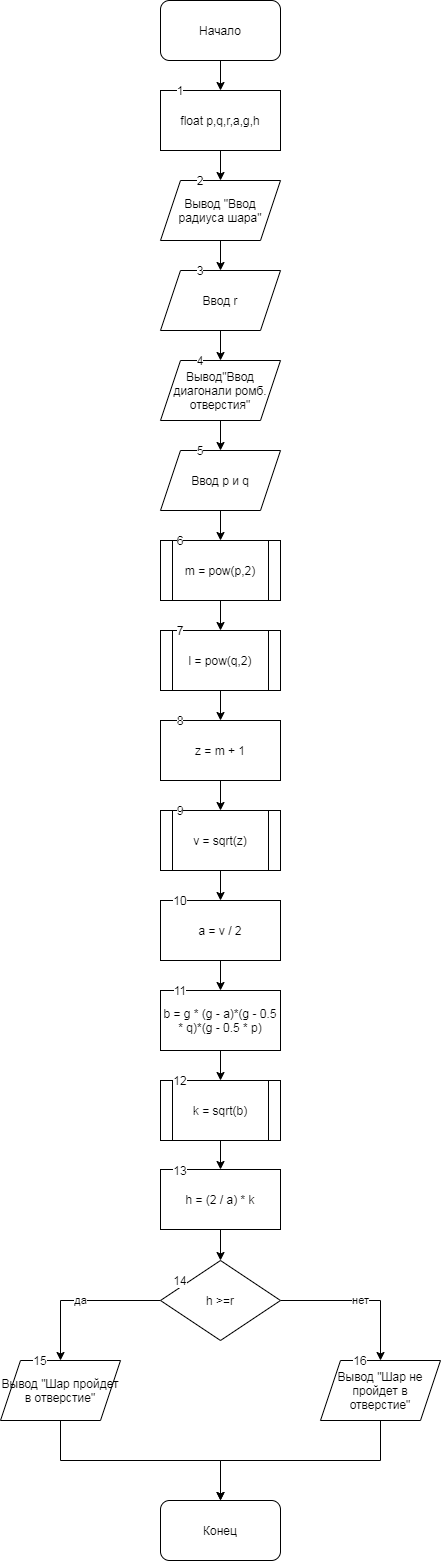 Начало
1
float p,q,r,a,g,h
2
Вывод "Ввод
радиуса шара"
3
Ввод r
4
Вывод"Ввод
диагонали ромб.
отверстия"
5
Ввод p и q
6
m = pow(p,2)
7
l = pow(q,2)
8
z = m + 1
9
v = sqrt(z)
10
a = v / 2
11
b = g * (g - a)*(g - 0.5
* q)*(g - 0.5 * p)
12
k = sqrt(b)
13
h = (2 / a) * k
14
h >=r
да
нет
15
Вывод "Шар пройдет
в отверстие"
16
Вывод "Шар не
пройдет в
отверстие"
Конец